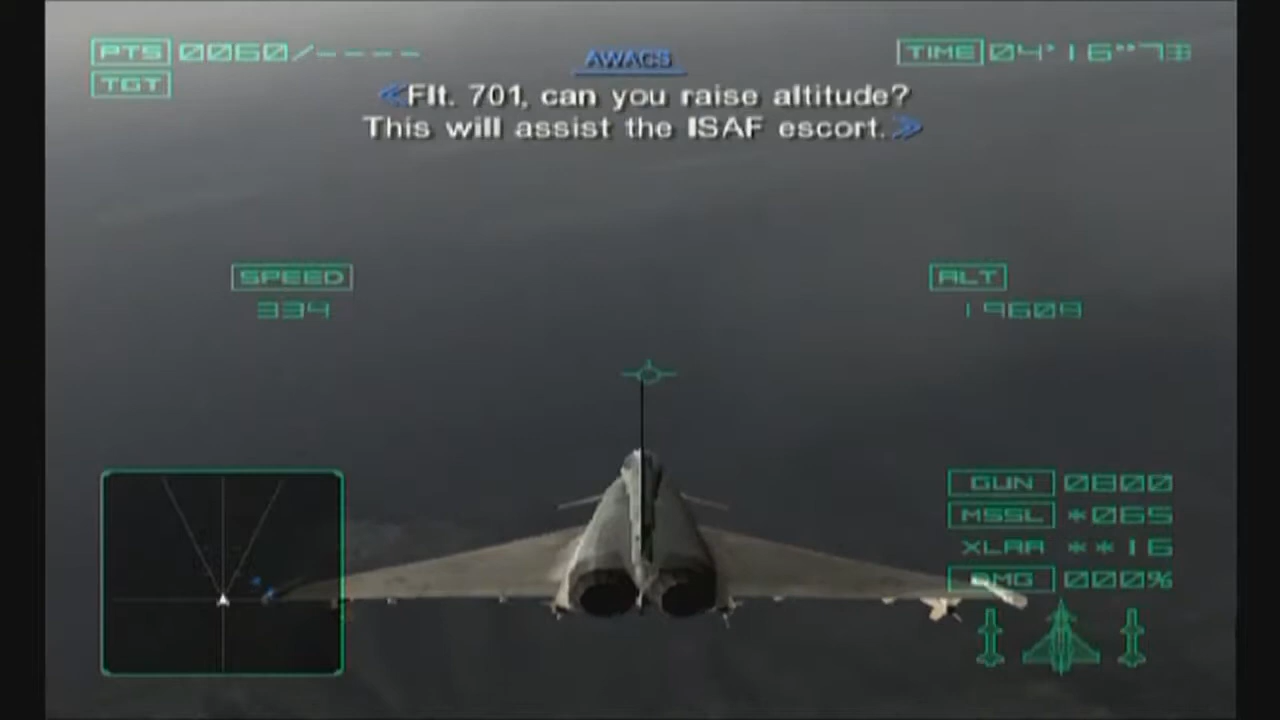 PTS 0060/----
TGT
AWACS
<<Flt. 701, can you raise altitude?
This will assist the ISAF escort.>>
TIME 04'16"73
SPEED
334
ALT
19608
GUN 0800
MSSL *065
XLAA **16
DMG 000%